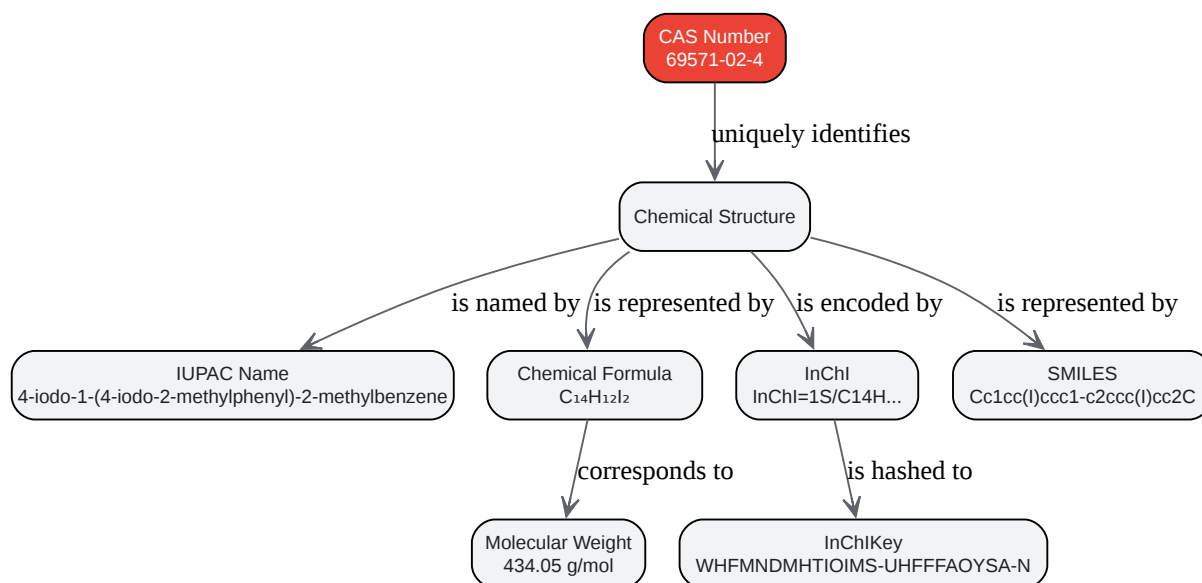 CAS Number
69571-02-4
uniquely identifies
Chemical Structure
is named by
is represented by
is encoded by
is represented by
IUPAC Name
4-iodo-1-(4-iodo-2-methylphenyl)-2-methylbenzene
Chemical Formula
C₁₄H₁₂I₂
InChI
InChI=1S/C14H...
SMILES
Cc1cc(I)ccc1-c2ccc(I)cc2C
corresponds to
is hashed to
Molecular Weight
434.05 g/mol
InChIKey
WHFMNDMHTIOIMS-UHFFFAOYSA-N